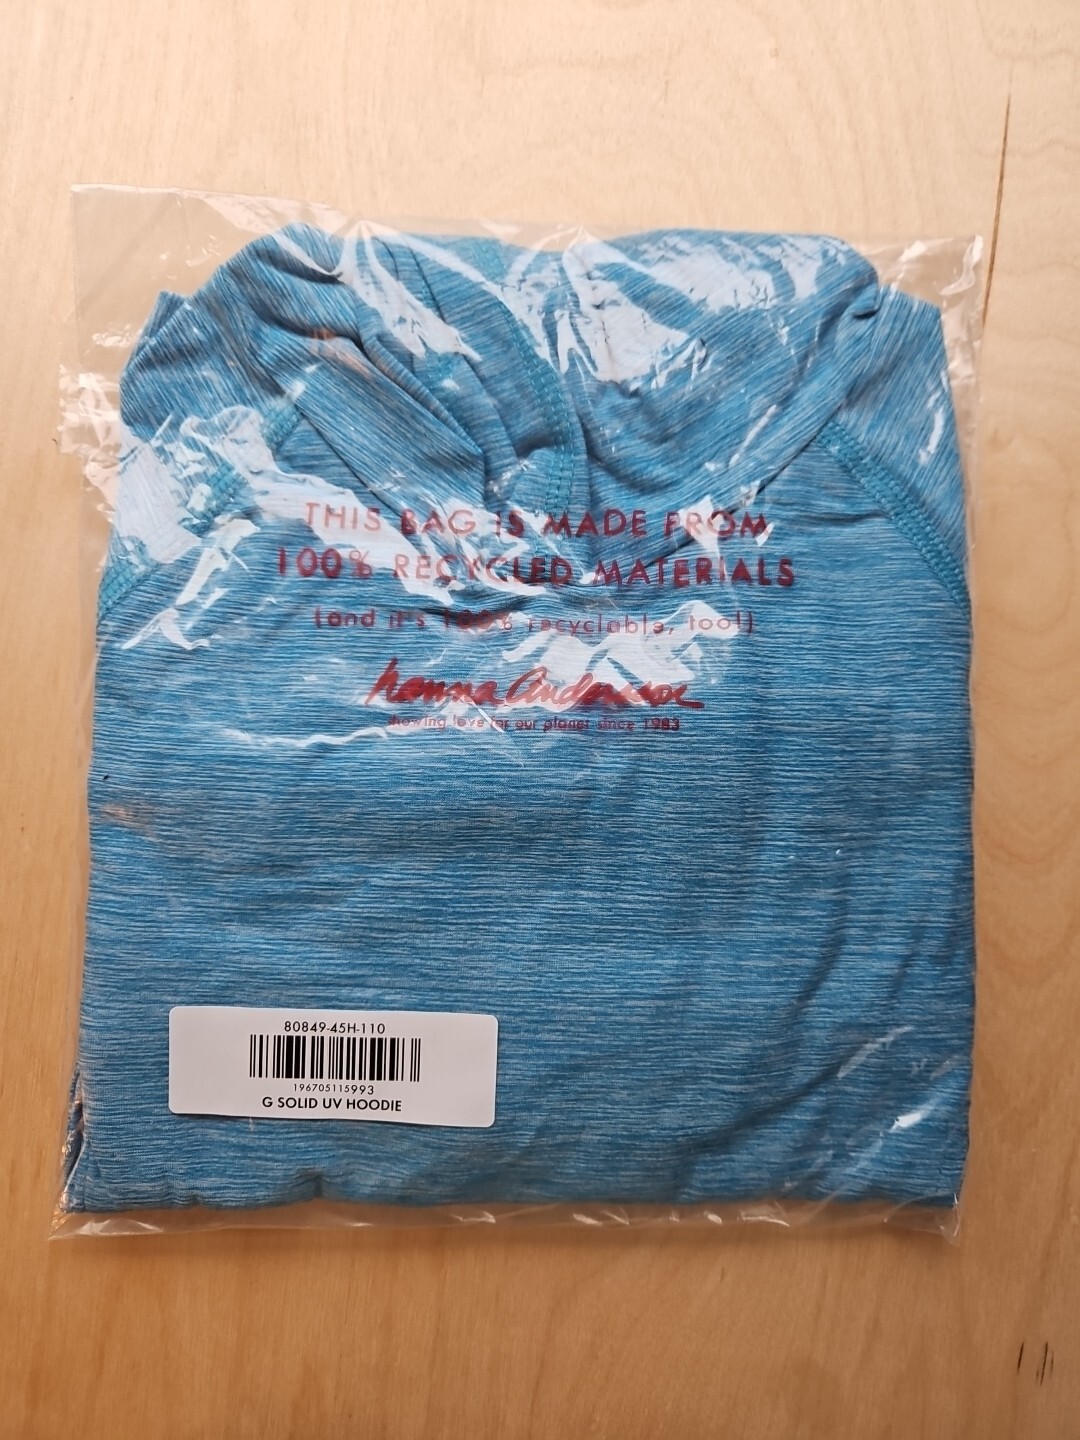 THIS BAG IS MADE FROM
100% RECYCLED MATERIALS
(and it's 100% recyclable, too!)
hanna Andersson
showing love for our planet since 1983
80849-45H-110
196705115993
G SOLID UV HOODIE